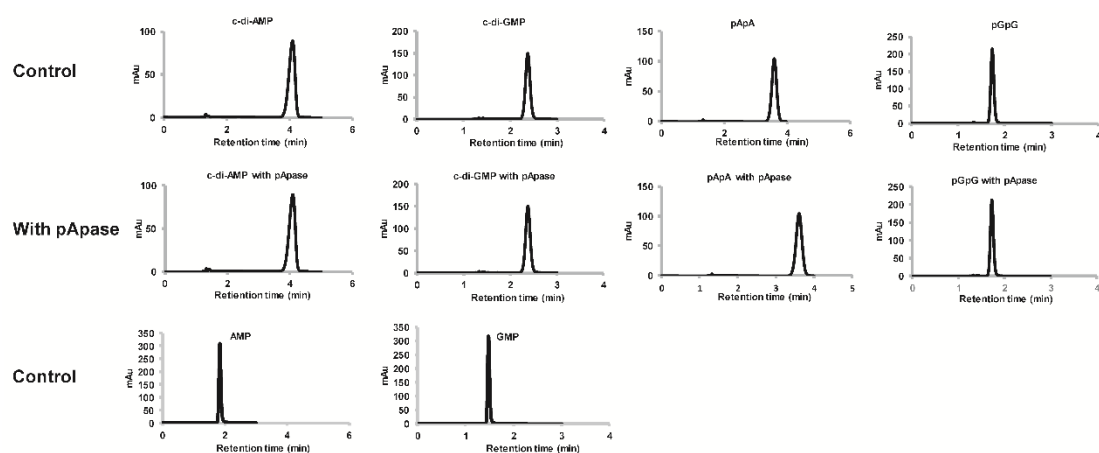 Control
c-di-AMP
mAu
100
50
0
0 2 4 6
Retention time (min)
c-di-GMP
mAu
200
150
100
50
0
0 1 2 3 4
Retention time (min)
pApA
mAu
150
100
50
0
0 2 4 6
Retention time (min)
pGpG
mAu
250
200
150
100
50
0
0 1 2 3 4
Retention time (min)
With pApase
c-di-AMP with pApase
mAu
100
50
0
0 2 4 6
Retention time (min)
c-di-GMP with pApase
mAu
200
150
100
50
0
0 1 2 3 4
Retention time (min)
pApA with pApase
mAu
150
100
50
0
0 1 2 3 4 5
Retention time (min)
pGpG with pApase
mAu
250
200
150
100
50
0
0 1 2 3 4
Retention time (min)
Control
AMP
mAu
350
300
250
200
150
100
50
0
0 2 4 6
Retention time (min)
GMP
mAu
350
300
250
200
150
100
50
0
0 1 2 3 4
Retention time (min)